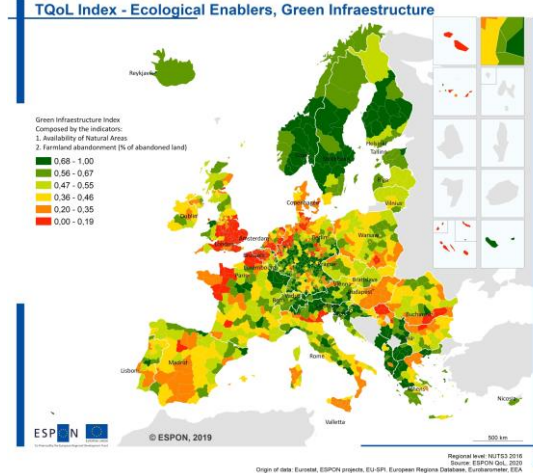 TQoL Index - Ecological Enablers, Green Infraestructure
Reykjavik
Green Infraestructure Index
Composed by the indicators:
1. Availability of Natural Areas
2. Farmland abandonment (% of abandoned land)
0,68 - 1,00
0,56 - 0,67
0,47 - 0,55
0,36 - 0,46
0,20 - 0,35
0,00 - 0,19
Helsinki
Tallinn
Riga
Copenhagen
Vilnius
Dublin
Amsterdam
Berlin
Warsaw
London
Paris
Vienna
Bratislava
Budapest
Bucharest
Rome
Madrid
Lisbon
Athens
Valletta
Nicosia
ESPON
© ESPON, 2019
500 km
Regional level: NUTS3 2016
Source: ESPON QoL, 2020
Origin of data: Eurostat, ESPON projects, EU-SPI, European Regions Database, Eurobarometer, EEA